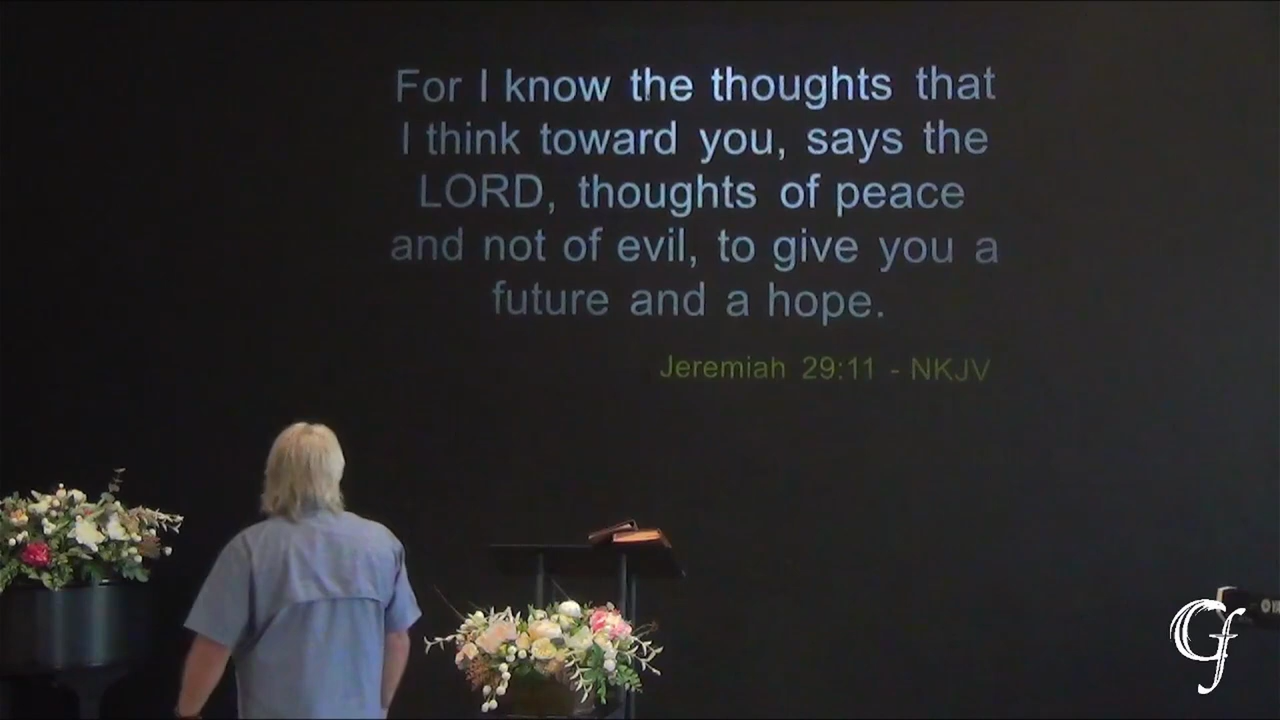 For I know the thoughts that
I think toward you, says the
LORD, thoughts of peace
and not of evil, to give you a
future and a hope.
Jeremiah 29:11 - NKJV
Gf